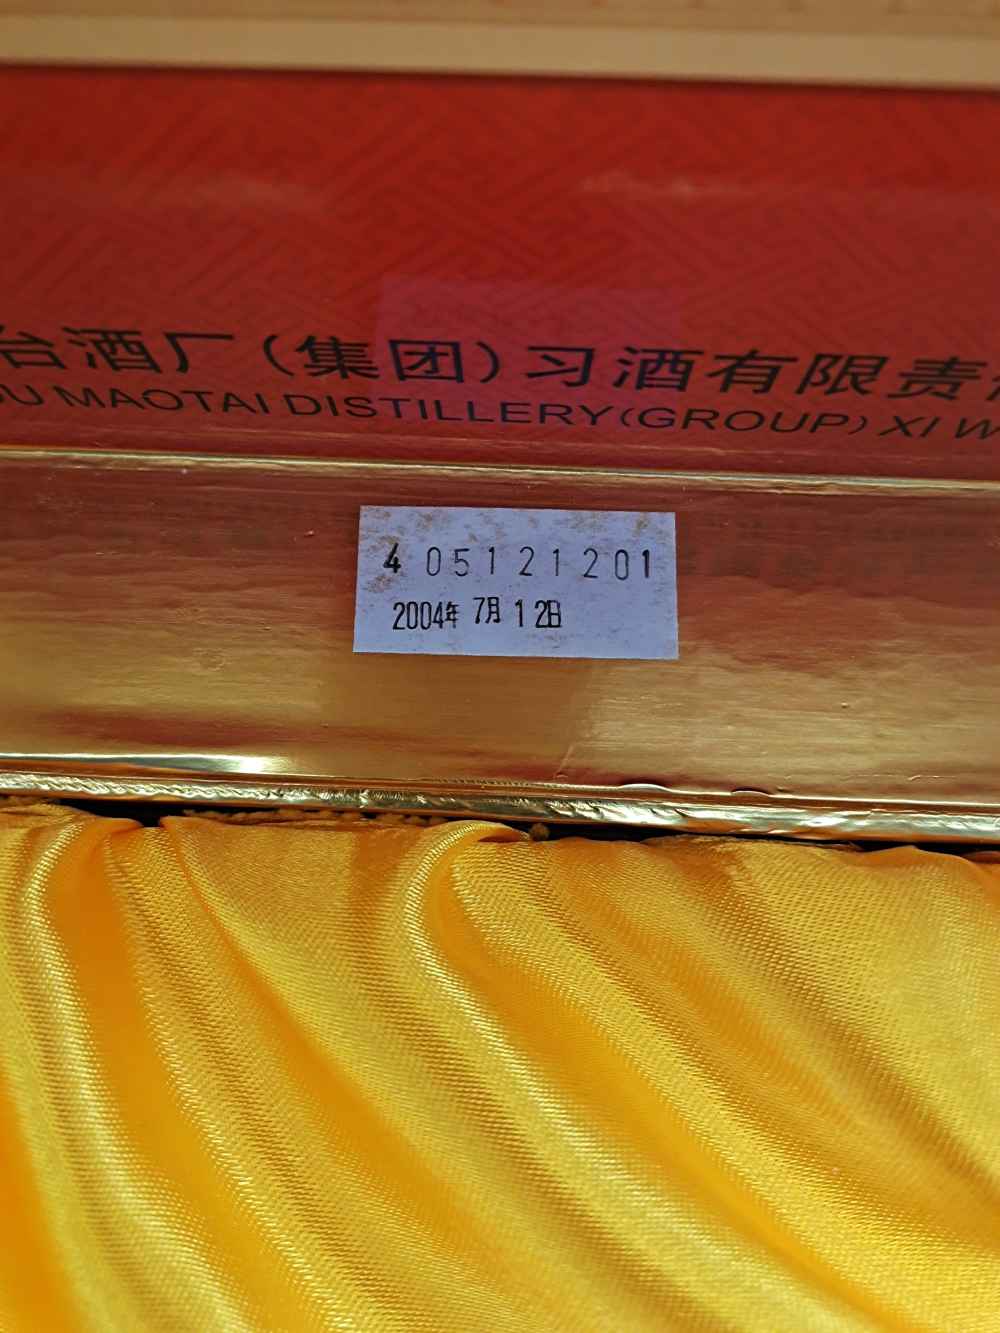 台酒厂(集团)习酒有限责
MAOTAI DISTILLERY(GROUP) XI
4 05121201
2004年 7月 12日